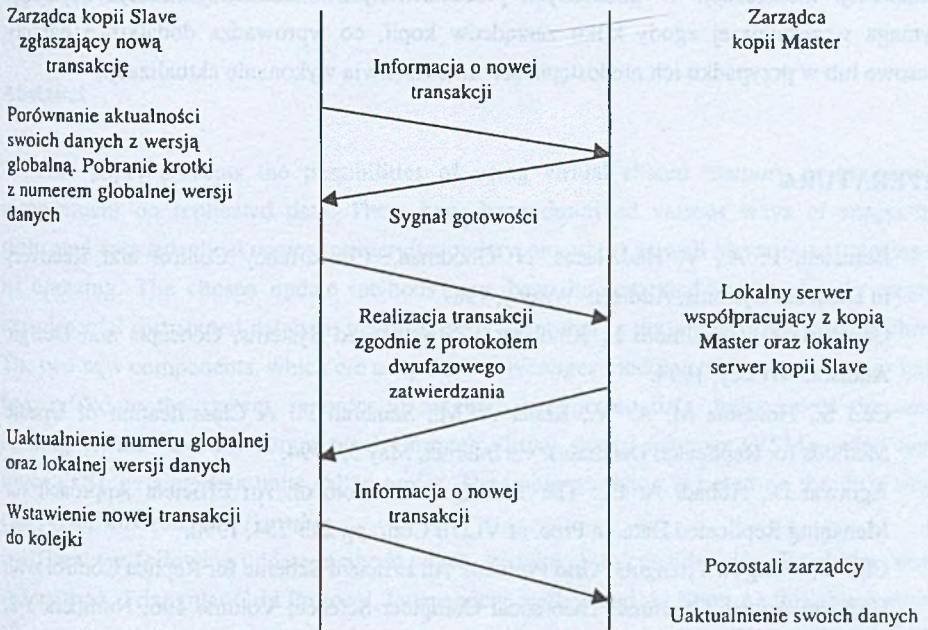 Zarządca kopii Slave
zgłaszający nową
transakcję
Zarządca
kopii Master
Informacja o nowej
transakcji
Porównanie aktualności
swoich danych z wersją
globalną. Pobranie krotki
z numerem globalnej wersji
danych
Sygnał gotowości
Realizacja transakcji
zgodnie z protokołem
dwufazowego
zatwierdzania
Lokalny serwer
współpracujący z kopią
Master oraz lokalny
serwer kopii Slave
Uaktualnienie numeru globalnej
oraz lokalnej wersji danych
Wstawienie nowej transakcji
do kolejki
Informacja o nowej
transakcji
Pozostali zarządcy
Uaktualnienie swoich danych